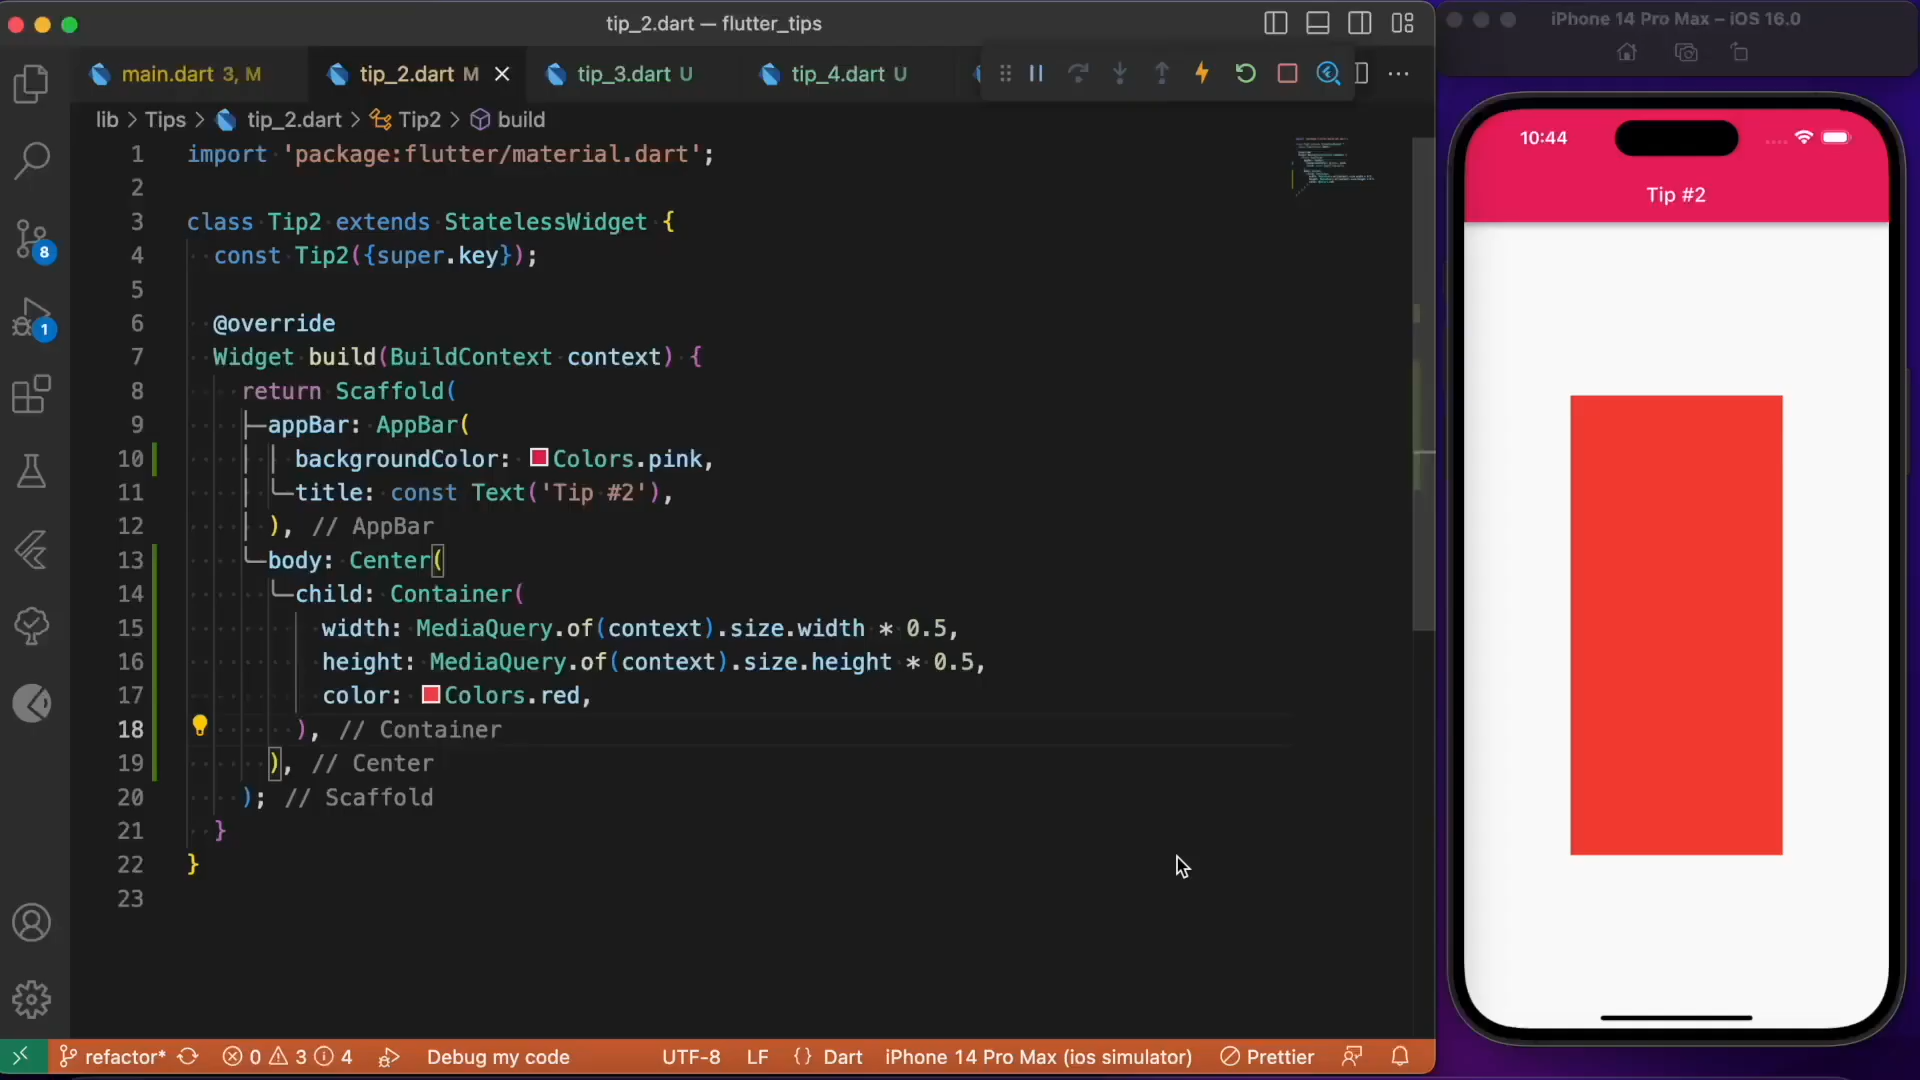 tip_2.dart — flutter_tips
main.dart 3, M
tip_2.dart M
tip_3.dart U
tip_4.dart U
lib > Tips > tip_2.dart > Tip2 > build
1 import 'package:flutter/material.dart';
2
3 class Tip2 extends StatelessWidget {
4 const Tip2({super.key});
5
6 @override
7 Widget build(BuildContext context) {
8 return Scaffold(
9 appBar: AppBar(
10 backgroundColor: Colors.pink,
11 title: const Text('Tip #2'),
12 ), // AppBar
13 body: Center(
14 child: Container(
15 width: MediaQuery.of(context).size.width * 0.5,
16 height: MediaQuery.of(context).size.height * 0.5,
17 color: Colors.red,
18 ), // Container
19 ), // Center
20 ); // Scaffold
21 }
22 }
23
8
1
refactor* 0 3 4 Debug my code UTF-8 LF {} Dart iPhone 14 Pro Max (ios simulator) Prettier
iPhone 14 Pro Max – iOS 16.0
10:44
Tip #2